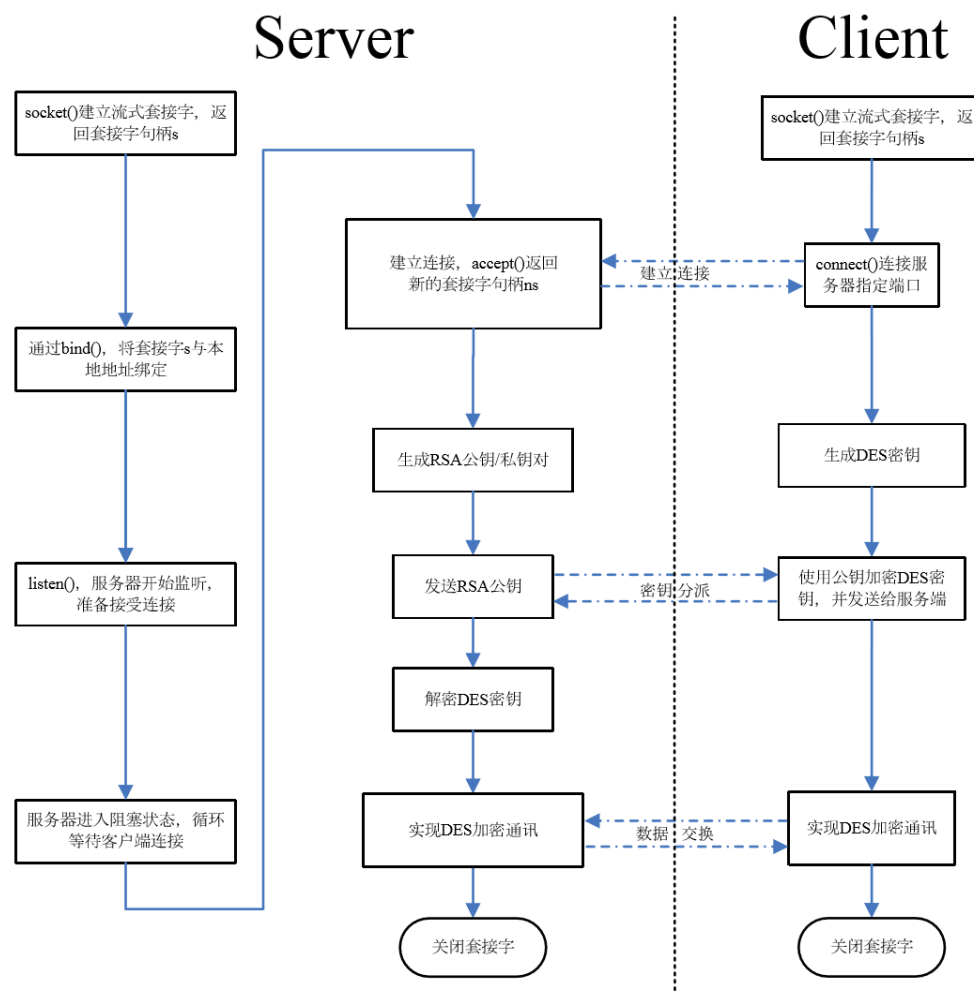 Server
Client
socket()建立流式套接字，返
回套接字句柄s
通过bind()，将套接字s与本
地地址绑定
listen()，服务器开始监听，
准备接受连接
服务器进入阻塞状态，循环
等待客户端连接
建立连接，accept()返回
新的套接字句柄ns
生成RSA公钥/私钥对
发送RSA公钥
解密DES密钥
实现DES加密通讯
关闭套接字
建立 连接
密钥 分派
数据 交换
socket()建立流式套接字，返
回套接字句柄s
connect()连接服
务器指定端口
生成DES密钥
使用公钥加密DES密
钥，并发送给服务端
实现DES加密通讯
关闭套接字